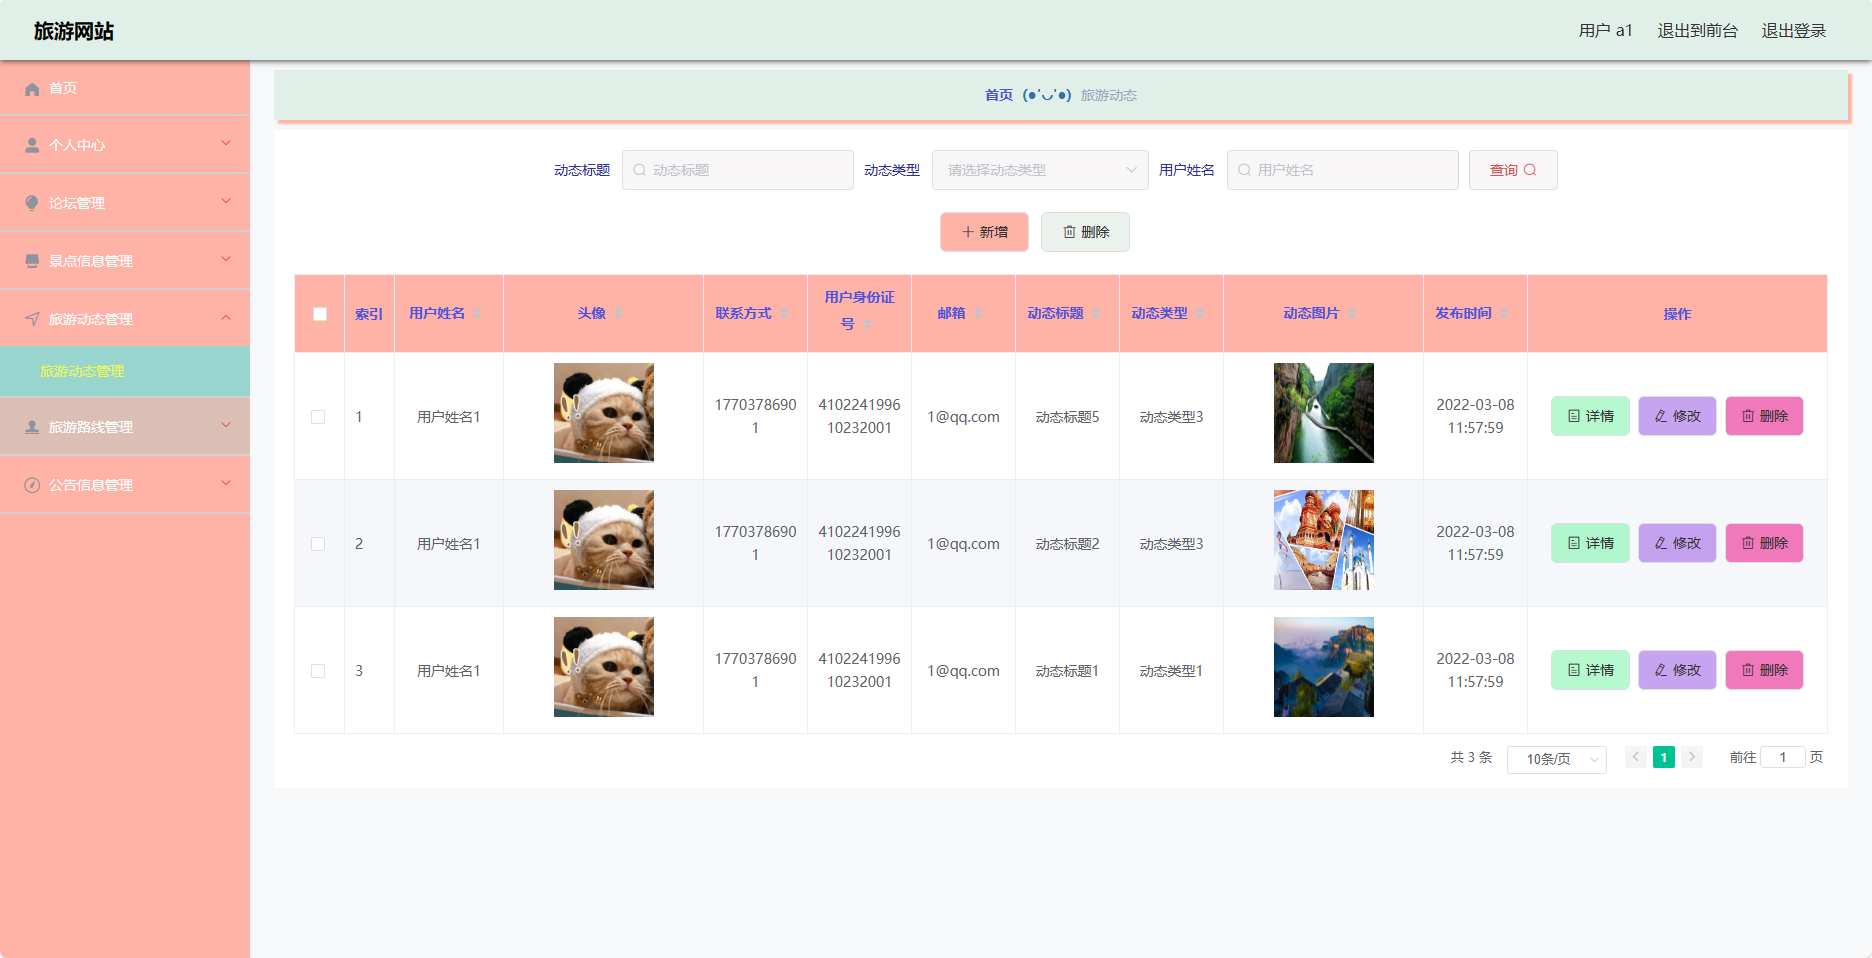 旅游网站
用户 a1 退出到前台 退出登录
首页
个人中心
论坛管理
景点信息管理
旅游动态管理
旅游动态管理
旅游路线管理
公告信息管理
首页 (●'◡'●) 旅游动态
动态标题 动态标题 动态类型 请选择动态类型 用户姓名 用户姓名 查询
新增 删除
索引 用户姓名 头像 联系方式 用户身份证号 邮箱 动态标题 动态类型 动态图片 发布时间 操作
1 用户姓名1 17703786901 410224199610232001 1@qq.com 动态标题5 动态类型3 2022-03-08 11:57:59 详情 修改 删除
2 用户姓名1 17703786901 410224199610232001 1@qq.com 动态标题2 动态类型3 2022-03-08 11:57:59 详情 修改 删除
3 用户姓名1 17703786901 410224199610232001 1@qq.com 动态标题1 动态类型1 2022-03-08 11:57:59 详情 修改 删除
共 3 条 10条/页 1 前往 1 页